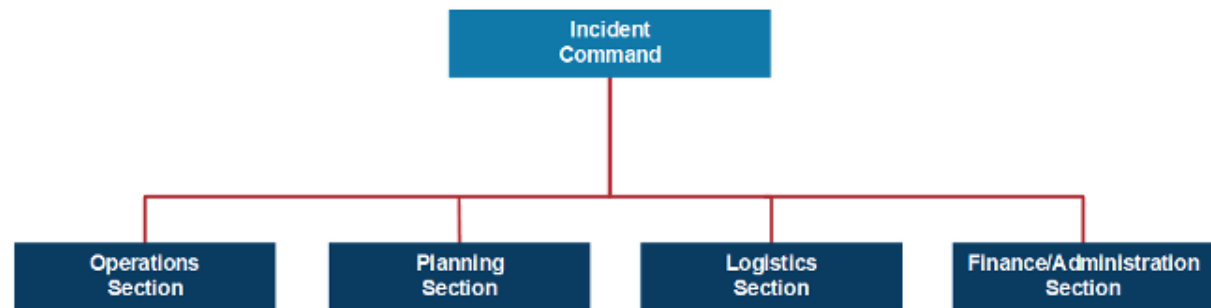 Incident
Command
Operations
Section
Planning
Section
Logistics
Section
Finance/Administration
Section